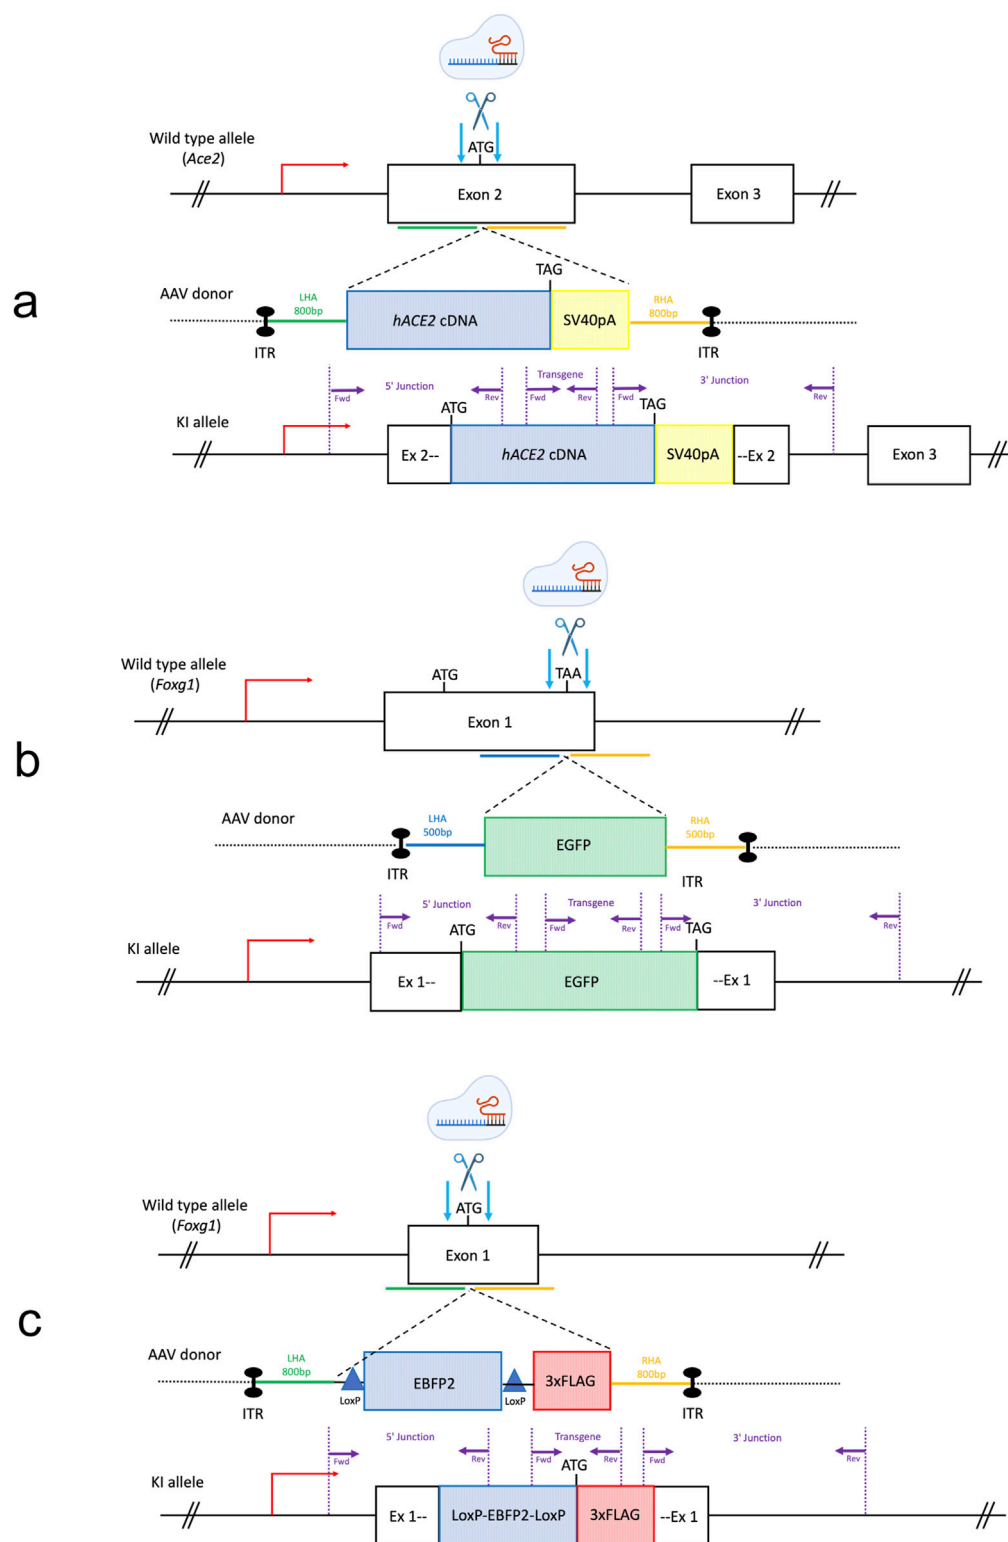 a
Wild type allele
(Ace2)
ATG
Exon 2
Exon 3
AAV donor
LHA
800bp
TAG
hACE2 cDNA
SV40pA
RHA
800bp
ITR
ITR
5' Junction
Transgene
3' Junction
Fwd
Rev
Fwd
Rev
Fwd
Rev
KI allele
ATG
TAG
Ex 2--
hACE2 cDNA
SV40pA
--Ex 2
Exon 3
b
Wild type allele
(Foxg1)
ATG
TAA
Exon 1
AAV donor
LHA
500bp
EGFP
RHA
500bp
ITR
ITR
5' Junction
Transgene
3' Junction
Fwd
Rev
Fwd
Rev
Fwd
Rev
KI allele
ATG
TAG
Ex 1--
EGFP
--Ex 1
c
Wild type allele
(Foxg1)
ATG
Exon 1
AAV donor
LHA
800bp
LoxP
EBFP2
LoxP
3xFLAG
RHA
800bp
ITR
ITR
5' Junction
Transgene
3' Junction
Fwd
Rev
Fwd
Rev
Fwd
Rev
KI allele
ATG
Ex 1--
LoxP-EBFP2-LoxP
3xFLAG
--Ex 1